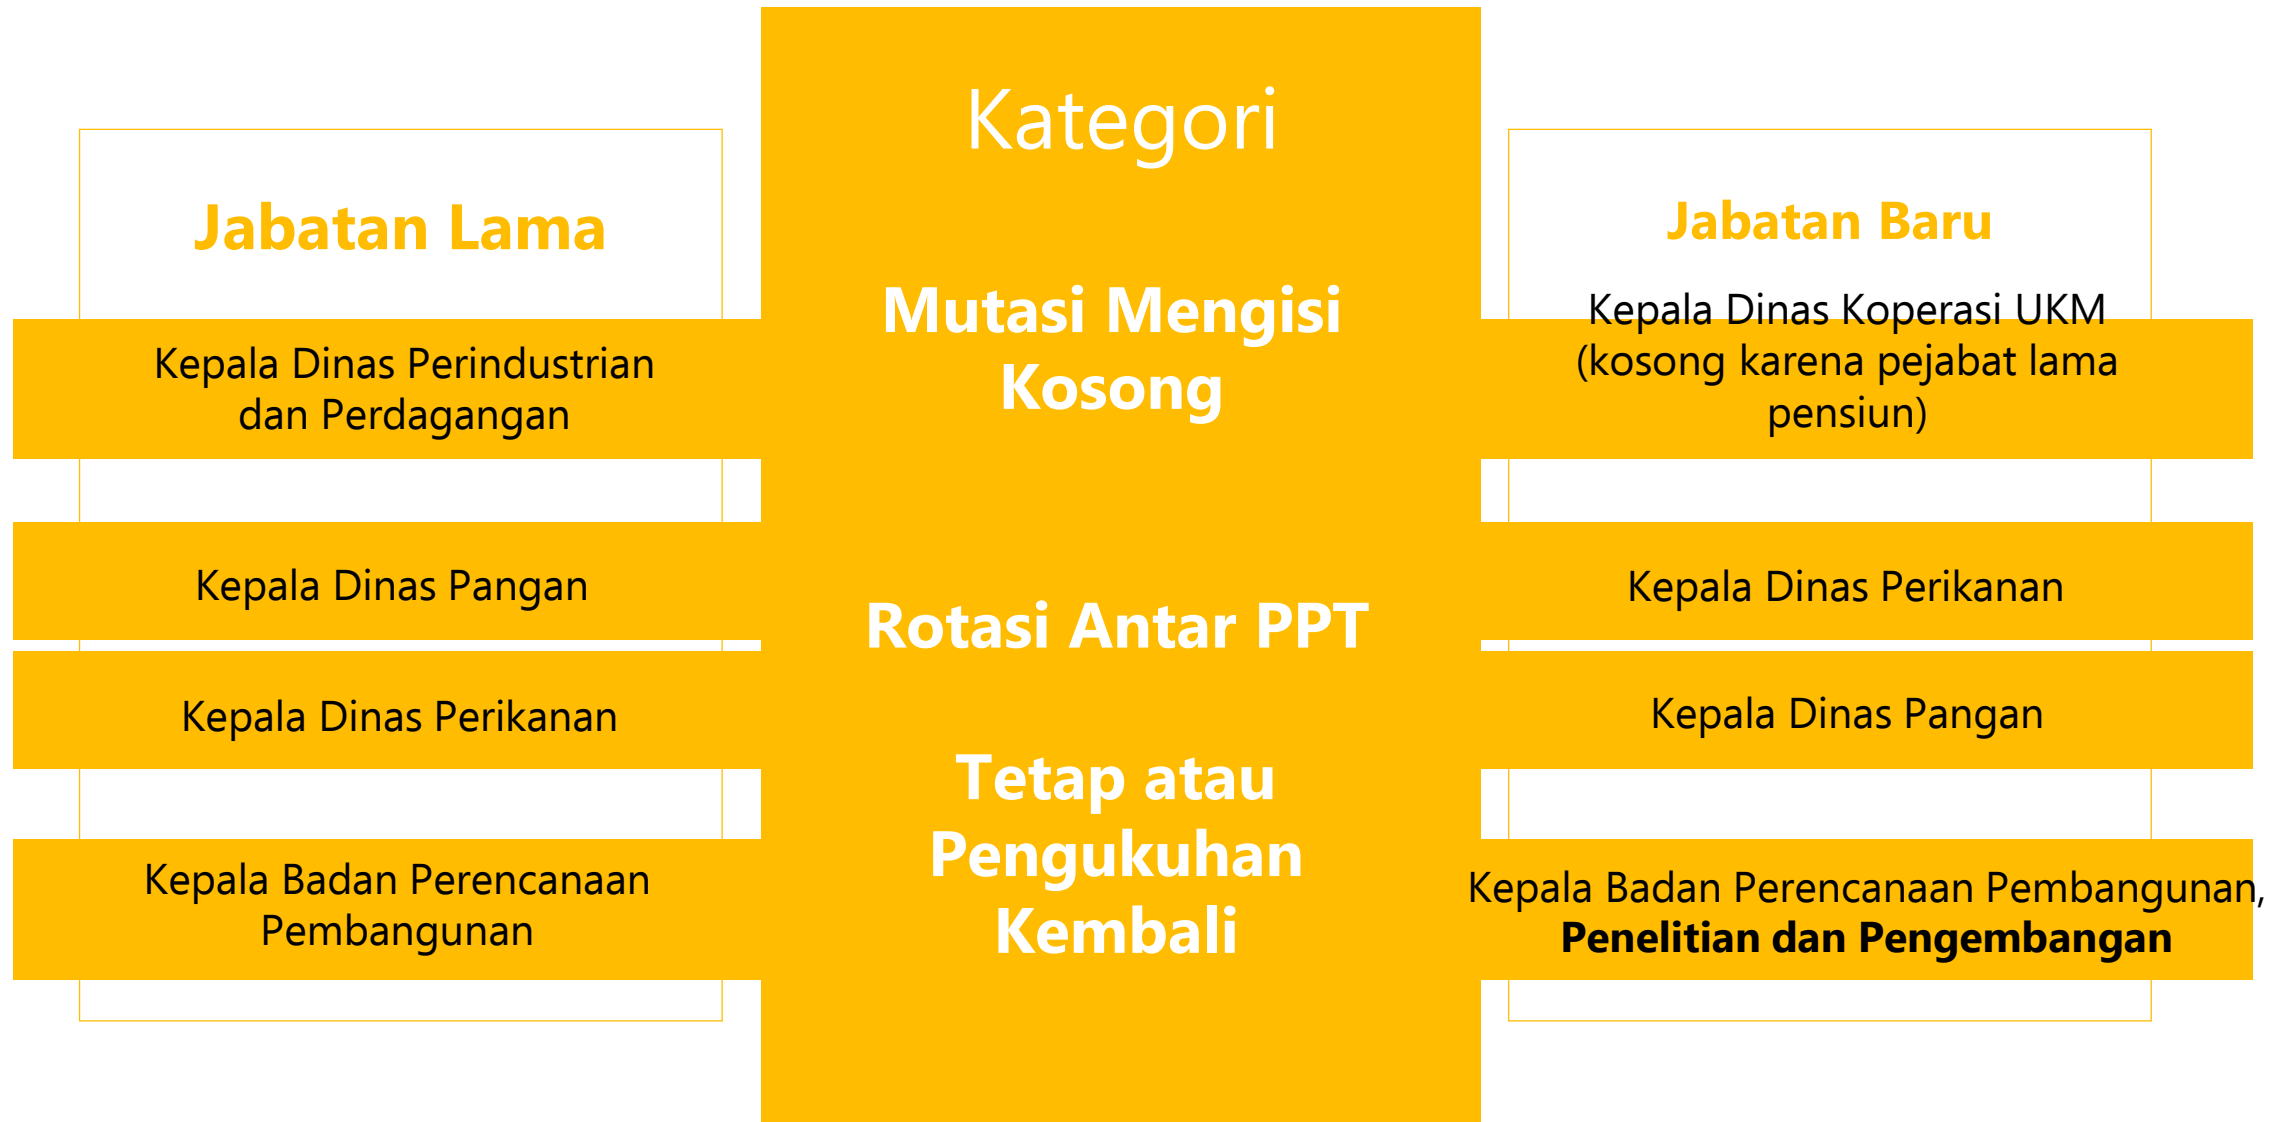 Kategori
Jabatan Lama
Jabatan Baru
Kepala Dinas Perindustrian
dan Perdagangan
Mutasi Mengisi
Kosong
Kepala Dinas Koperasi UKM
(kosong karena pejabat lama
pensiun)
Kepala Dinas Pangan
Rotasi Antar PPT
Kepala Dinas Perikanan
Kepala Dinas Perikanan
Kepala Dinas Pangan
Kepala Badan Perencanaan
Pembangunan
Tetap atau
Pengukuhan
Kembali
Kepala Badan Perencanaan Pembangunan,
Penelitian dan Pengembangan